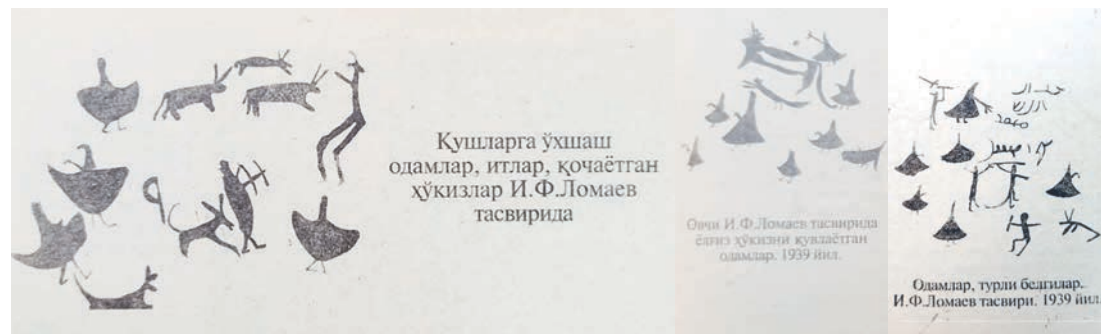 Қушларга ўхшаш
одамлар, итлар, қочаётган
ҳўкизлар И.Ф.Ломаев
тасвирида
Овчи И.Ф.Ломаев тасвирида
ёлғиз ҳўкизни қувлаётган
одамлар. 1939 йил.
Одамлар, турли белгилар.
И.Ф.Ломаев тасвири. 1939 йил.